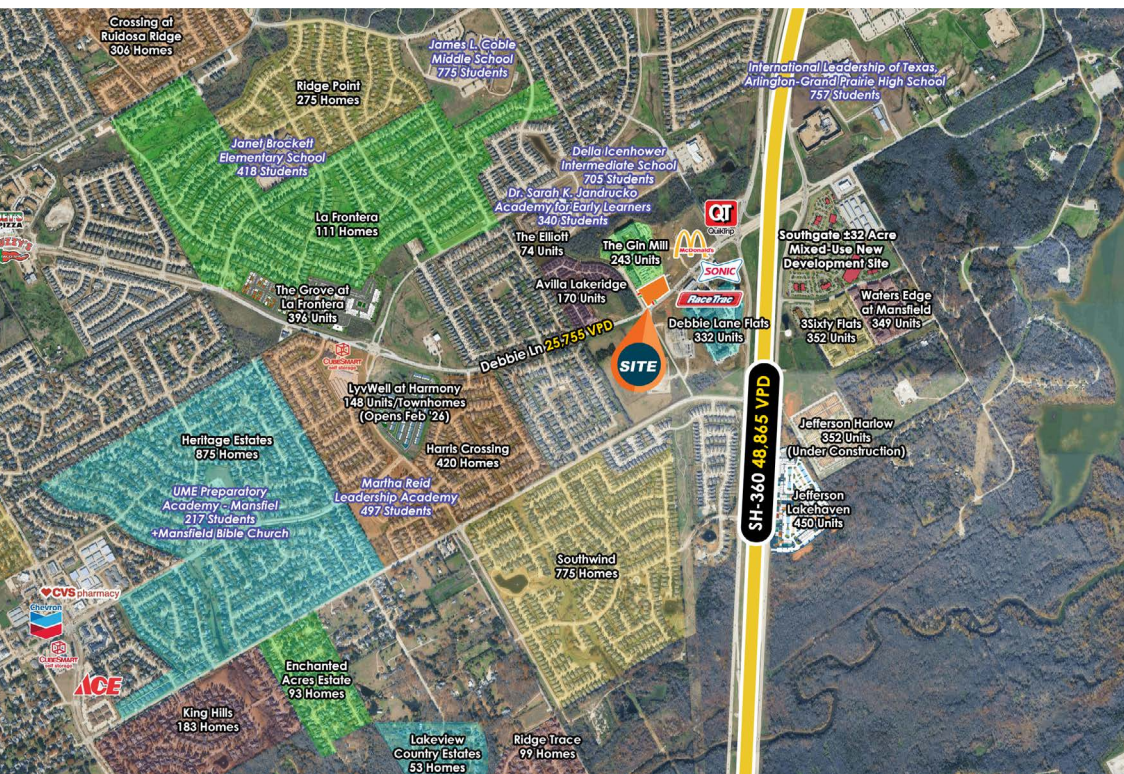 Crossing at
Ruidosa Ridge
306 Homes
James L. Coble
Middle School
775 Students
International Leadership of Texas,
Arlington-Grand Prairie High School
757 Students
Ridge Point
275 Homes
Janet Brockett
Elementary School
418 Students
Della Icenhower
Intermediate School
705 Students
Dr. Sarah K. Jandrucko
Academy for Early Learners
340 Students
La Frontera
111 Homes
PIZZA
QT
QuikTrip
The Elliott
74 Units
The Gin Mill
243 Units
McDonald's
SONIC
RaceTrac
Southgate ±32 Acre
Mixed-Use New
Development Site
Avilla Lakeridge
170 Units
The Grove at
La Frontera
396 Units
Waters Edge
at Mansfield
349 Units
3Sixty Flats
352 Units
Debbie Lane Flats
332 Units
Debbie Ln 25,755 VPD
SITE
CUBESMART
self storage
LyvWell at Harmony
148 Units/Townhomes
(Opens Feb '26)
SH-360 48,865 VPD
Jefferson Harlow
352 Units
(Under Construction)
Heritage Estates
875 Homes
Harris Crossing
420 Homes
Martha Reid
Leadership Academy
497 Students
UME Preparatory
Academy - Mansfiel
217 Students
+Mansfield Bible Church
Jefferson
Lakehaven
450 Units
Southwind
775 Homes
CVS pharmacy
Chevron
CUBESMART
self storage
ACE
Enchanted
Acres Estate
93 Homes
King Hills
183 Homes
Lakeview
Country Estates
53 Homes
Ridge Trace
99 Homes